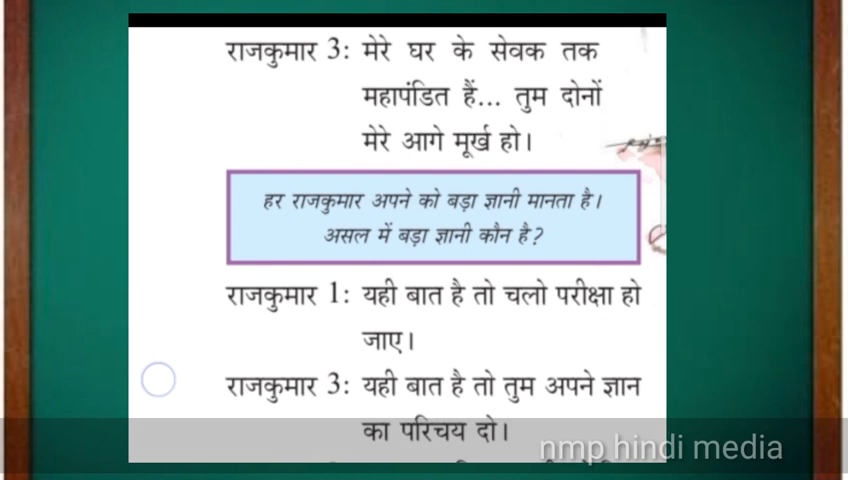 राजकुमार 3: मेरे घर के सेवक तक
महापंडित हैं... तुम दोनों
मेरे आगे मूर्ख हो।
हर राजकुमार अपने को बड़ा ज्ञानी मानता है।
असल में बड़ा ज्ञानी कौन है?
राजकुमार 1: यही बात है तो चलो परीक्षा हो
जाए।
राजकुमार 3: यही बात है तो तुम अपने ज्ञान
का परिचय दो।
nmp hindi media